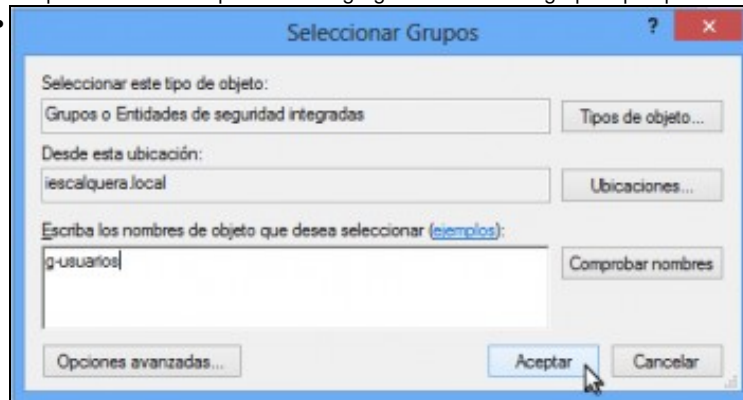 Seleccionar Grupos
?
Seleccionar este tipo de objeto:
Grupos o Entidades de seguridad integradas
Tipos de objeto...
Desde esta ubicación:
iescalquera.local
Ubicaciones...
Escriba los nombres de objeto que desea seleccionar (ejemplos):
g-usuarios
Comprobar nombres
Opciones avanzadas...
Aceptar
Cancelar